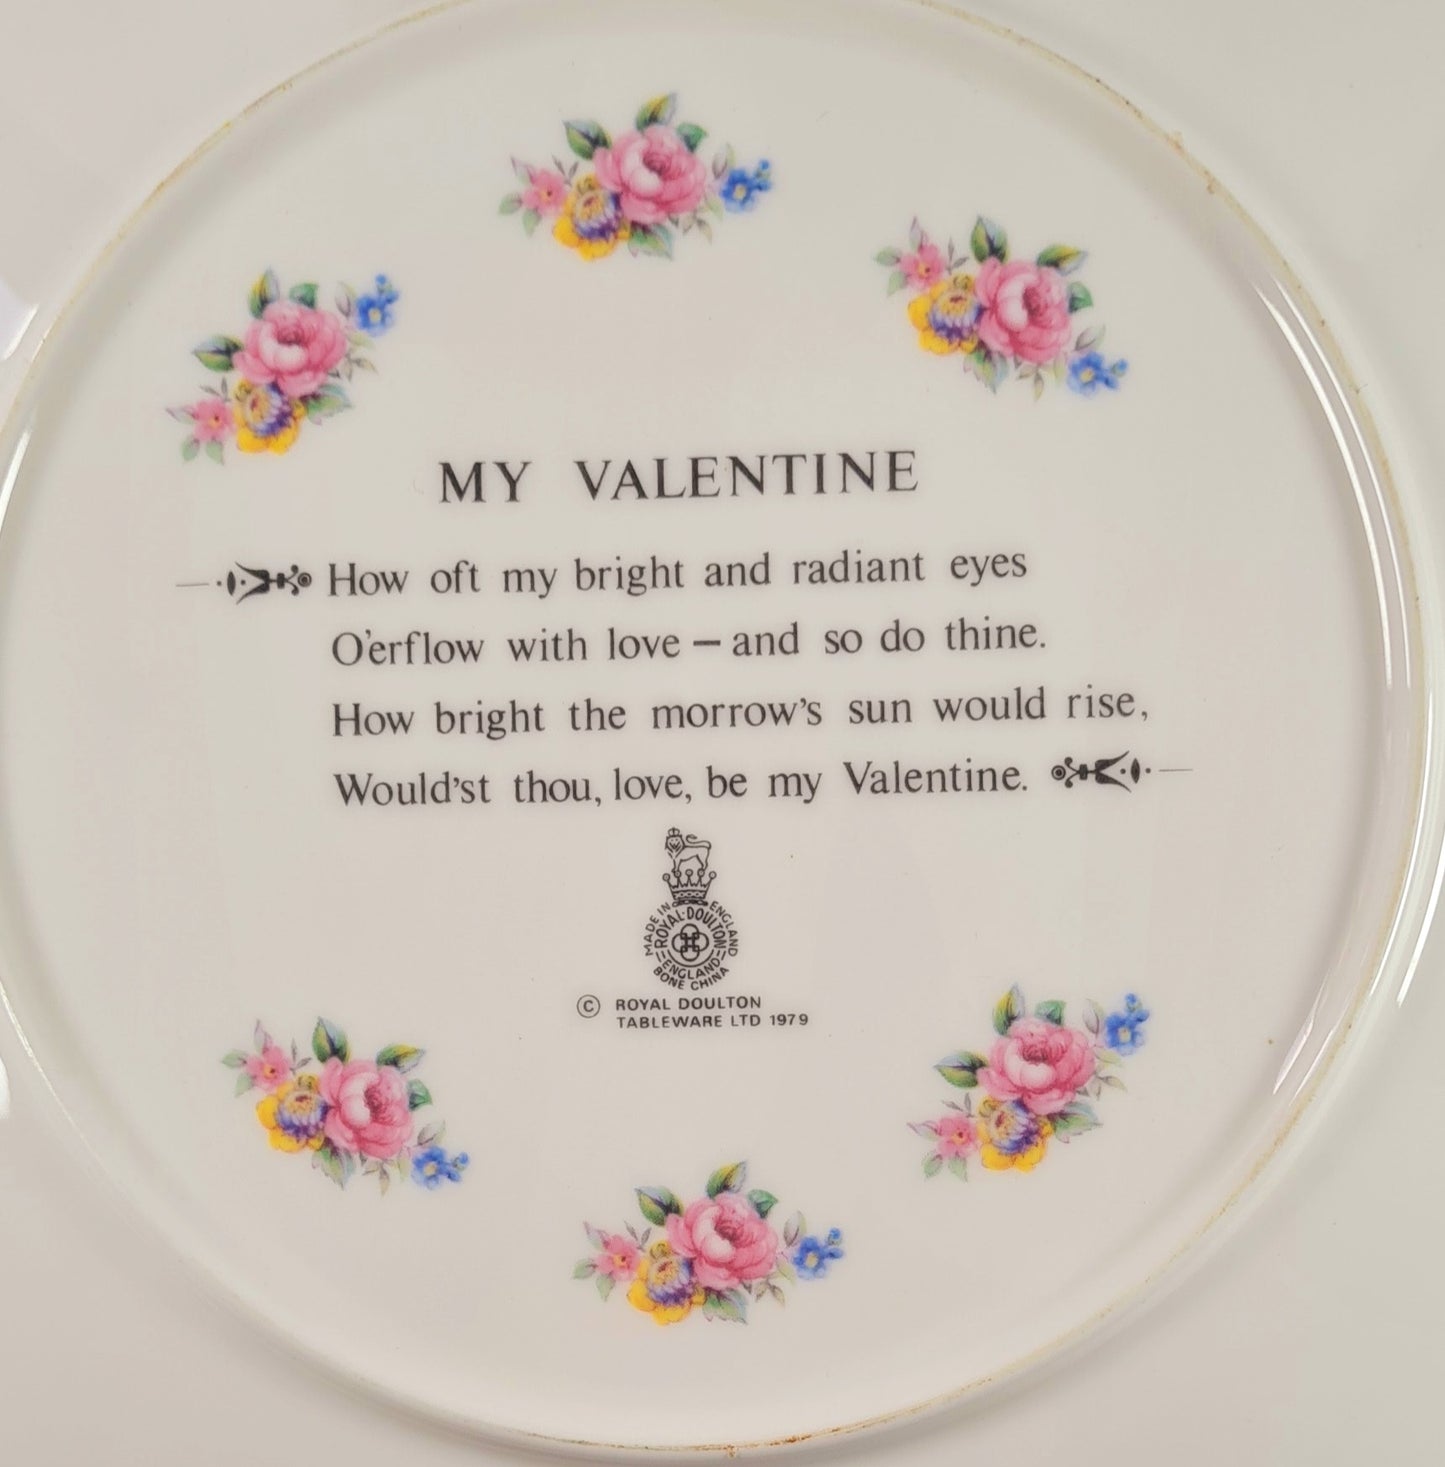 MY VALENTINE
How oft my bright and radiant eyes
O'erflow with love – and so do thine.
How bright the morrow's sun would rise,
Would'st thou, love, be my Valentine.
MADE IN ENGLAND
ROYAL·DOULTON
ENGLAND
BONE CHINA
© ROYAL DOULTON
TABLEWARE LTD 1979